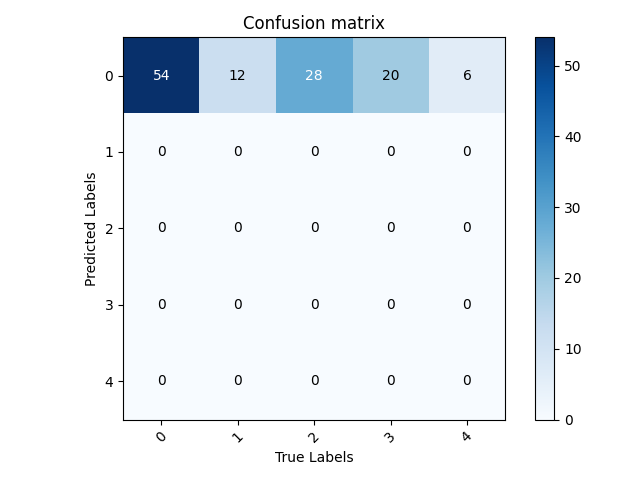 Confusion matrix
Predicted Labels
0 54 12 28 20 6
1 0 0 0 0 0
2 0 0 0 0 0
3 0 0 0 0 0
4 0 0 0 0 0
0 1 2 3 4
True Labels
50
40
30
20
10
0